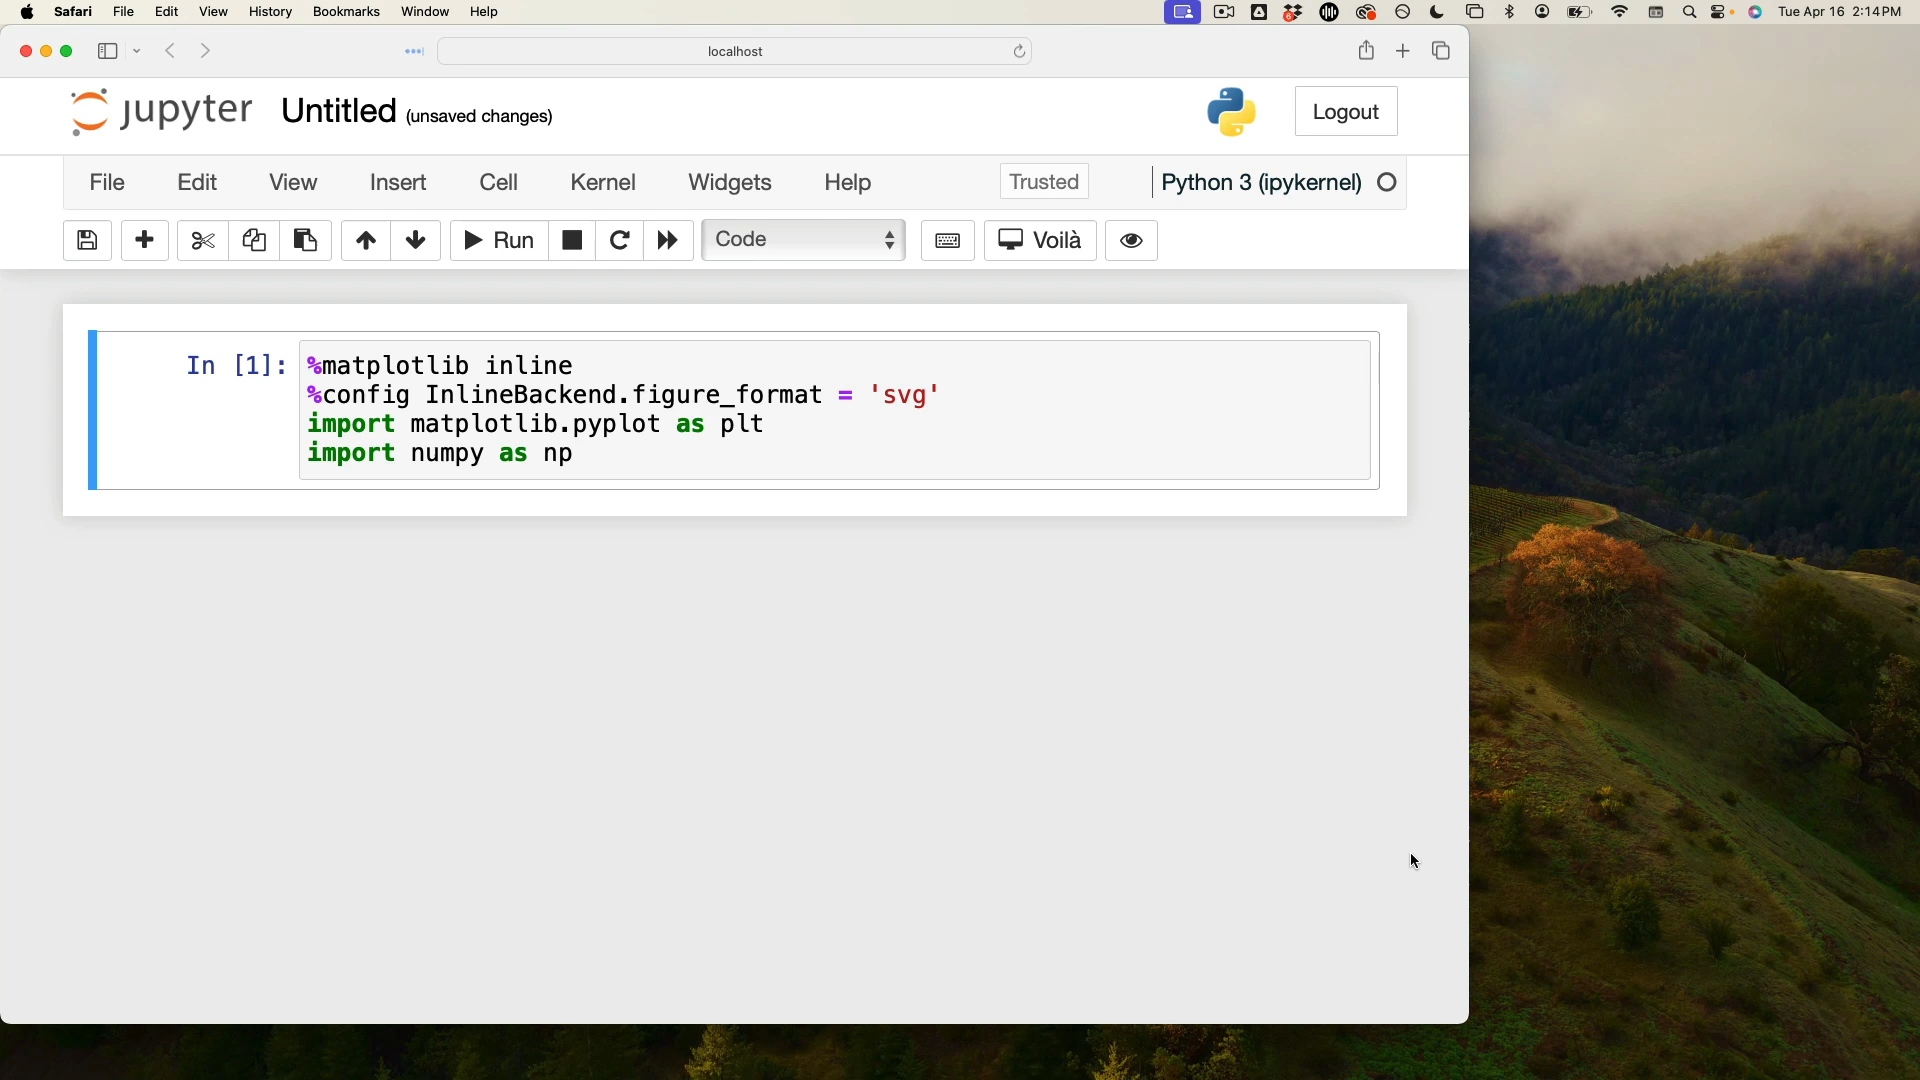 Safari File Edit View History Bookmarks Window Help Tue Apr 16 2:14 PM
localhost
jupyter Untitled (unsaved changes) Logout
File Edit View Insert Cell Kernel Widgets Help Trusted Python 3 (ipykernel)
Run Code Voilà
In [1]: %matplotlib inline
%config InlineBackend.figure_format = 'svg'
import matplotlib.pyplot as plt
import numpy as np